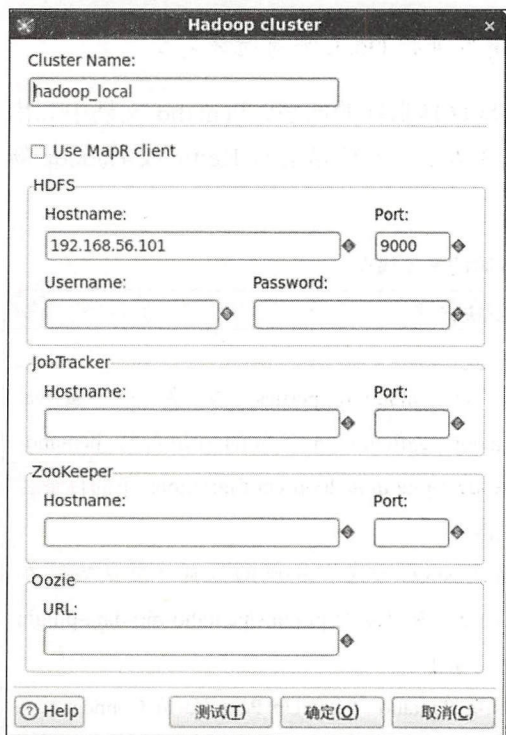 Hadoop cluster
Cluster Name:
hadoop_local
Use MapR client
HDFS
Hostname: Port:
192.168.56.101 9000
Username: Password:
JobTracker
Hostname: Port:
ZooKeeper
Hostname: Port:
Oozie
URL:
Help 测试(T) 确定(O) 取消(C)